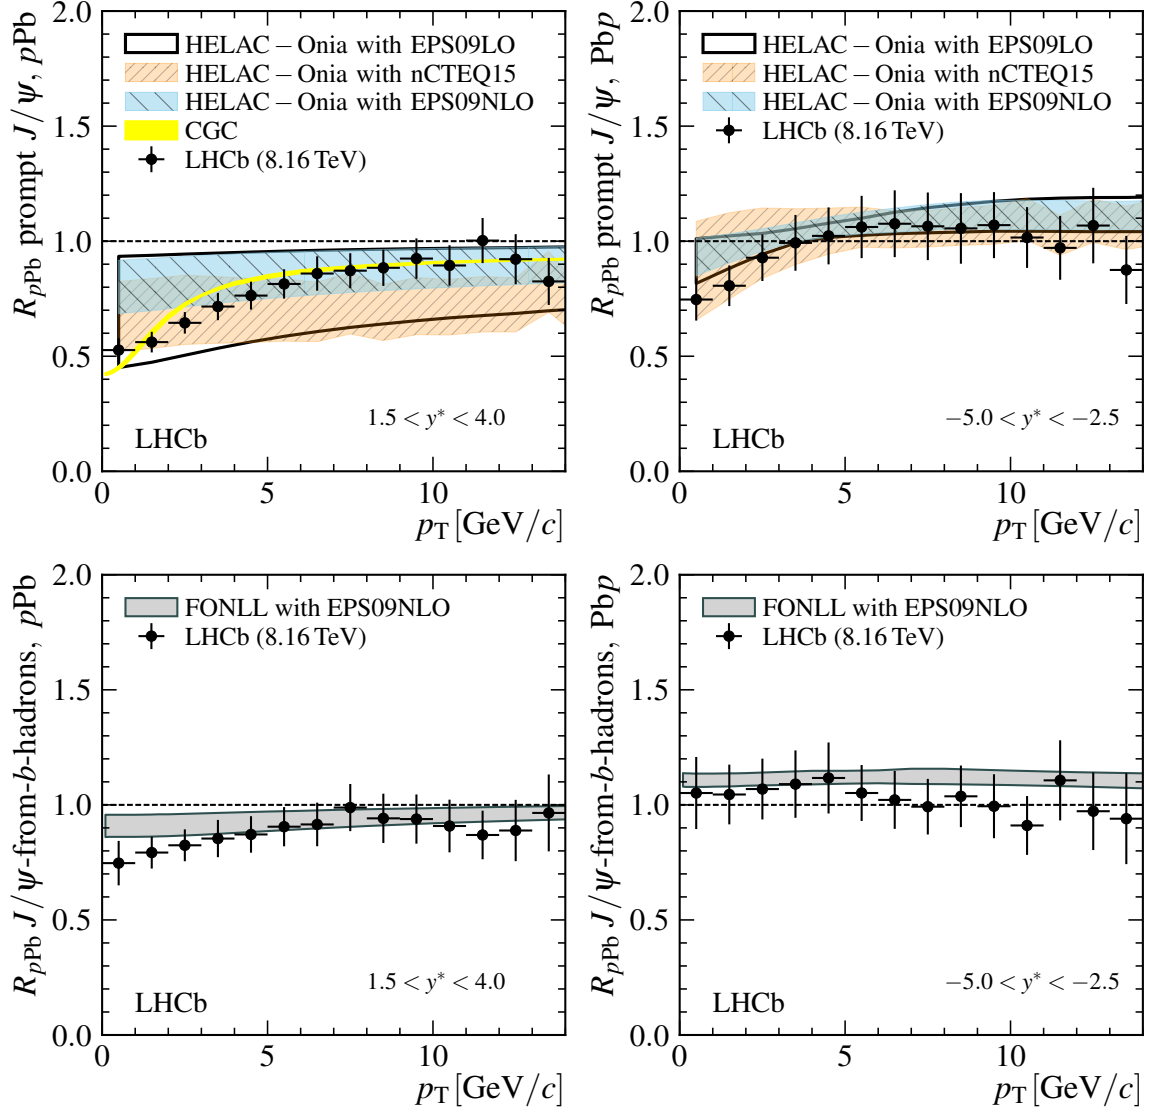 R_pPb prompt J/ψ, pPb
2.0
1.5
1.0
0.5
0.0
HELAC − Onia with EPS09LO
HELAC − Onia with nCTEQ15
HELAC − Onia with EPS09NLO
CGC
LHCb (8.16 TeV)
1.5 < y* < 4.0
LHCb
0 5 10
p_T [GeV/c]
R_pPb prompt J/ψ, Pbp
2.0
1.5
1.0
0.5
0.0
HELAC − Onia with EPS09LO
HELAC − Onia with nCTEQ15
HELAC − Onia with EPS09NLO
LHCb (8.16 TeV)
−5.0 < y* < −2.5
LHCb
0 5 10
p_T [GeV/c]
R_pPb J/ψ-from-b-hadrons, pPb
2.0
1.5
1.0
0.5
0.0
FONLL with EPS09NLO
LHCb (8.16 TeV)
1.5 < y* < 4.0
LHCb
0 5 10
p_T [GeV/c]
R_pPb J/ψ-from-b-hadrons, Pbp
2.0
1.5
1.0
0.5
0.0
FONLL with EPS09NLO
LHCb (8.16 TeV)
−5.0 < y* < −2.5
LHCb
0 5 10
p_T [GeV/c]